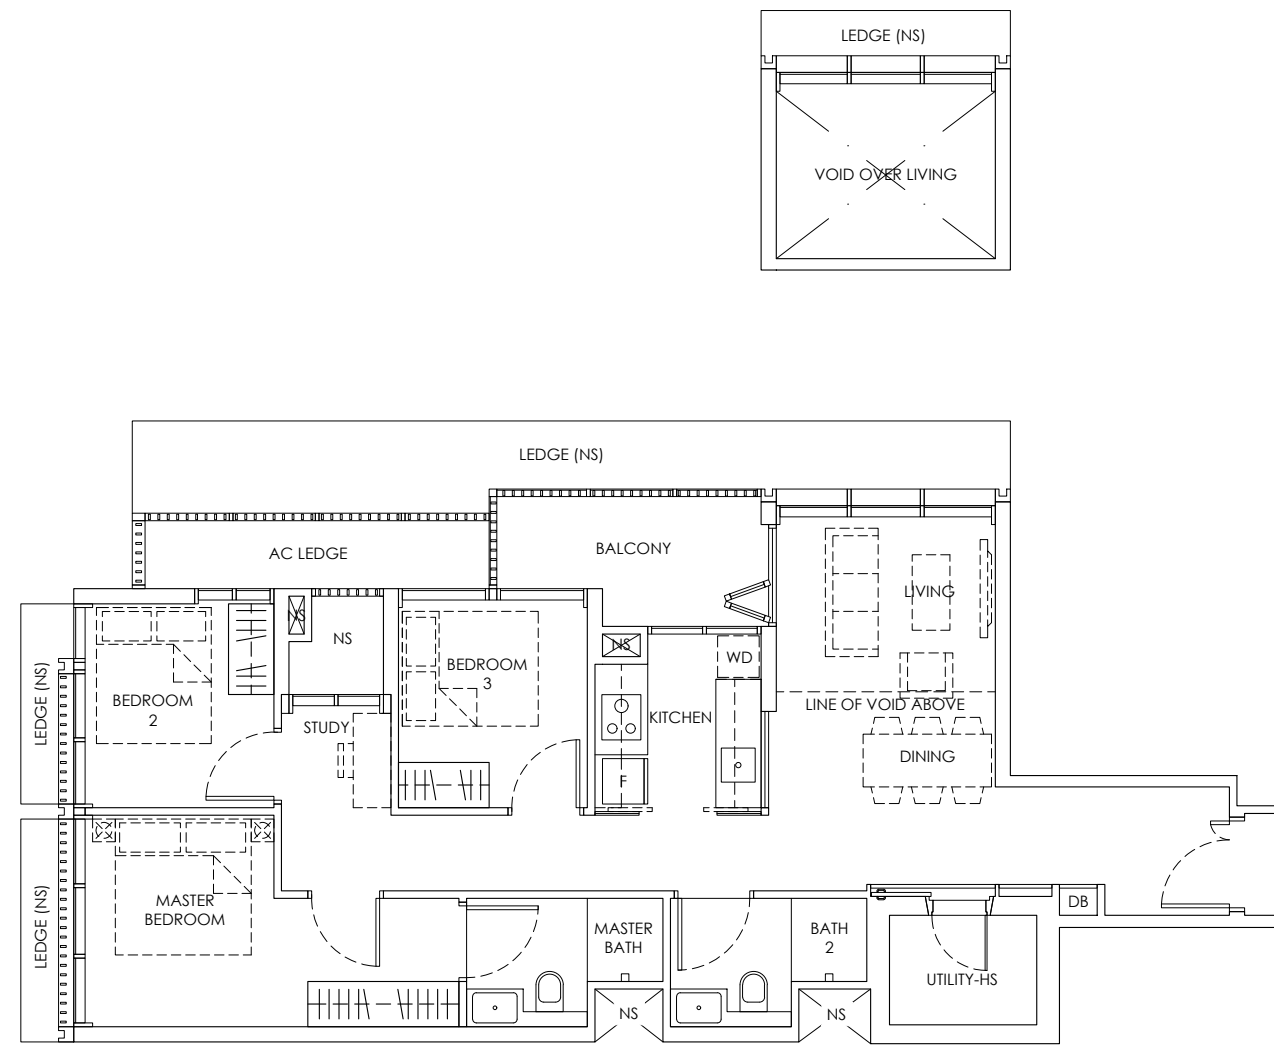 LEDGE (NS)
VOID OVER LIVING
LEDGE (NS)
AC LEDGE
BALCONY
LIVING
NS
NS
NS
WD
BEDROOM
3
LEDGE (NS)
BEDROOM
2
STUDY
KITCHEN
LINE OF VOID ABOVE
DINING
F
LEDGE (NS)
MASTER
BEDROOM
MASTER
BATH
BATH
2
DB
UTILITY-HS
NS
NS